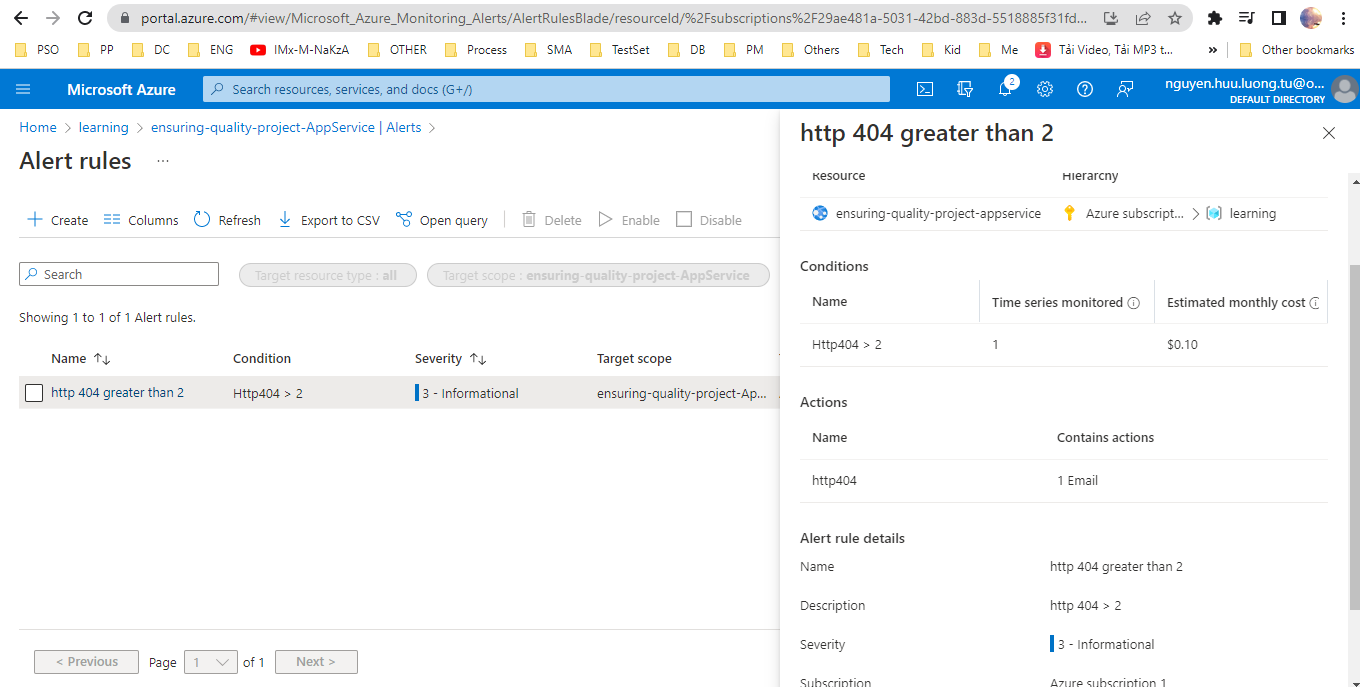 portal.azure.com/#view/Microsoft_Azure_Monitoring_Alerts/AlertRulesBlade/resourceId/%2Fsubscriptions%2F29ae481a-5031-42bd-883d-5518885f31fd...
PSO PP DC ENG IMx-M-NaKzA OTHER Process SMA TestSet DB PM Others Tech Kid Me Tải Video, Tải MP3 t... » Other bookmarks
Microsoft Azure Search resources, services, and docs (G+/) 2 nguyen.huu.luong.tu@o...
DEFAULT DIRECTORY
Home > learning > ensuring-quality-project-AppService | Alerts >
Alert rules ...
Create Columns Refresh Export to CSV Open query Delete Enable Disable
Search Target resource type : all Target scope : ensuring-quality-project-AppService
Showing 1 to 1 of 1 Alert rules.
Name ↑↓ Condition Severity ↑↓ Target scope
http 404 greater than 2 Http404 > 2 3 - Informational ensuring-quality-project-Ap...
< Previous Page 1 of 1 Next >
http 404 greater than 2
Resource Hierarchy
ensuring-quality-project-appservice Azure subscript... > learning
Conditions
Name Time series monitored Estimated monthly cost
Http404 > 2 1 $0.10
Actions
Name Contains actions
http404 1 Email
Alert rule details
Name http 404 greater than 2
Description http 404 > 2
Severity 3 - Informational
Subscription Azure subscription 1